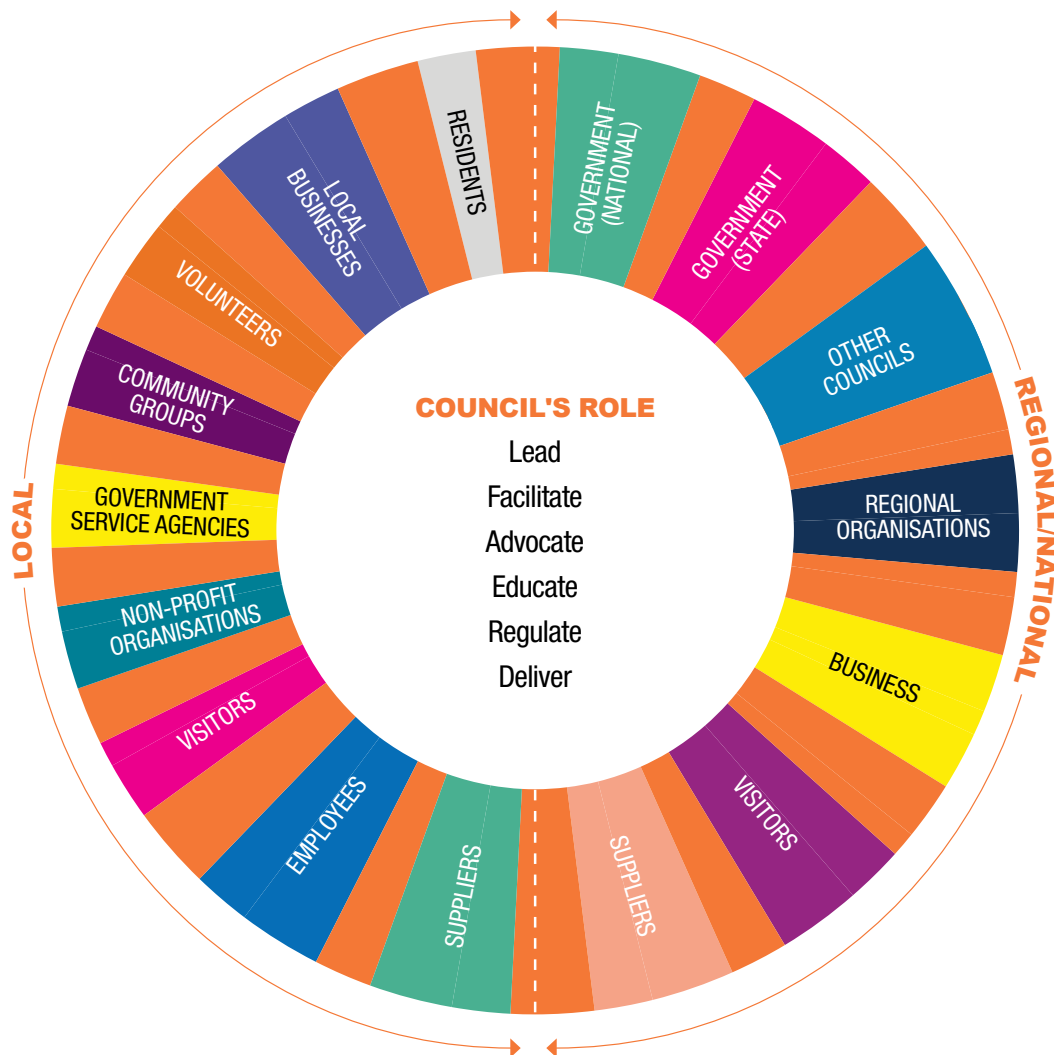 COUNCIL'S ROLE
Lead
Facilitate
Advocate
Educate
Regulate
Deliver
LOCAL
RESIDENTS
LOCAL
BUSINESSES
VOLUNTEERS
COMMUNITY
GROUPS
GOVERNMENT
SERVICE AGENCIES
NON-PROFIT
ORGANISATIONS
VISITORS
EMPLOYEES
SUPPLIERS
REGIONAL/NATIONAL
GOVERNMENT
(NATIONAL)
GOVERNMENT
(STATE)
OTHER
COUNCILS
REGIONAL
ORGANISATIONS
BUSINESS
VISITORS
SUPPLIERS